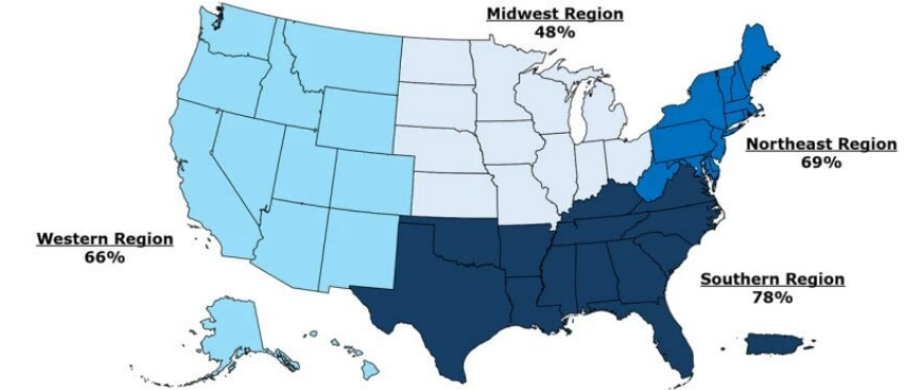 Midwest Region
48%
Northeast Region
69%
Western Region
66%
Southern Region
78%